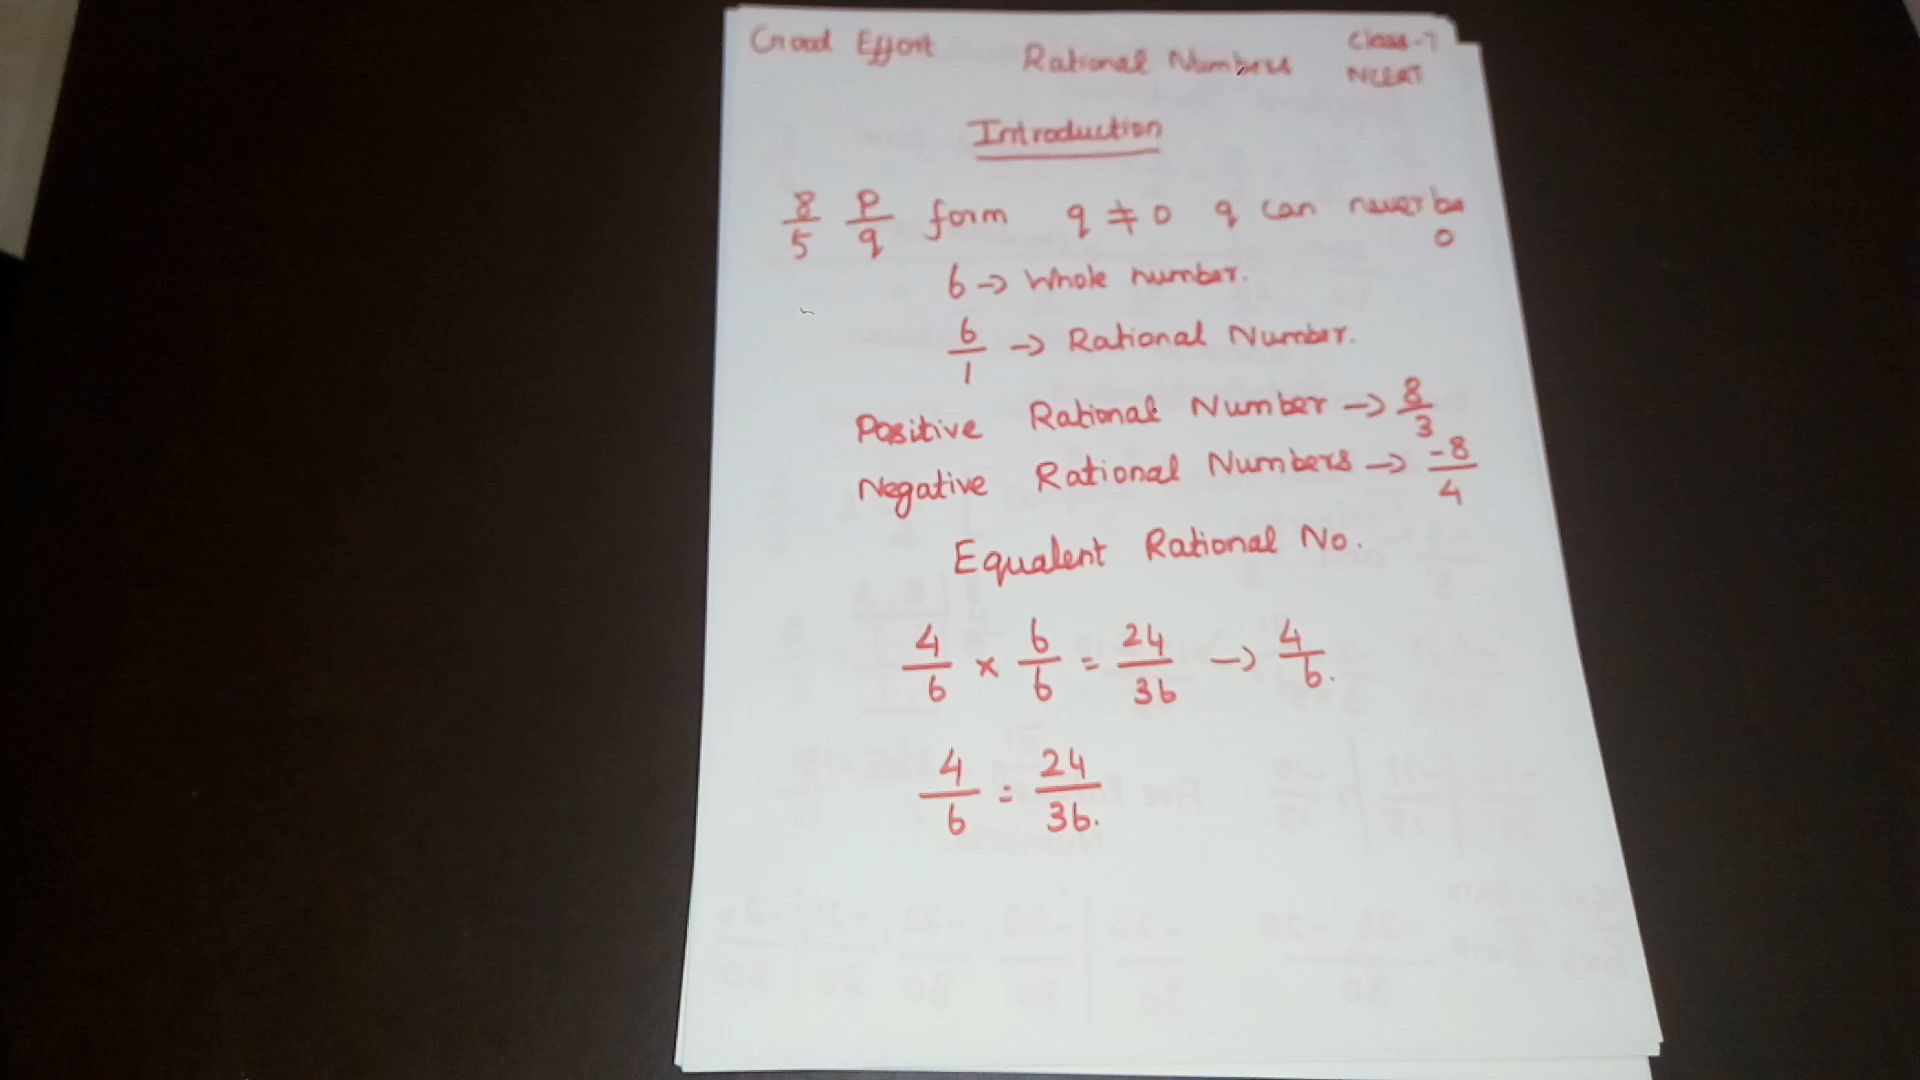 Good Effort Rational Numbers Class-7
NCERT
Introduction
8/5 p/q form q ≠ 0 q can never be
0
6 -> Whole number.
6/1 -> Rational Number.
Positive Rational Number -> 8/3
Negative Rational Numbers -> -8/4
Equalent Rational No.
4/6 × 6/6 = 24/36 -> 4/6.
4/6 = 24/36.